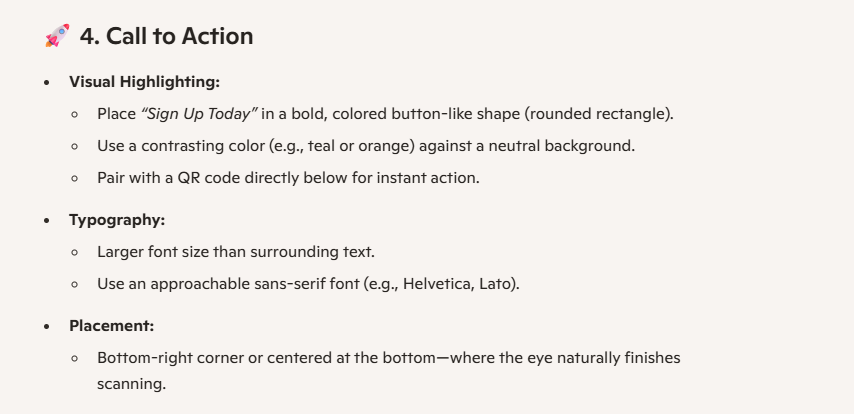 🚀 4. Call to Action
• Visual Highlighting:
◦ Place “Sign Up Today” in a bold, colored button-like shape (rounded rectangle).
◦ Use a contrasting color (e.g., teal or orange) against a neutral background.
◦ Pair with a QR code directly below for instant action.
• Typography:
◦ Larger font size than surrounding text.
◦ Use an approachable sans-serif font (e.g., Helvetica, Lato).
• Placement:
◦ Bottom-right corner or centered at the bottom—where the eye naturally finishes
scanning.